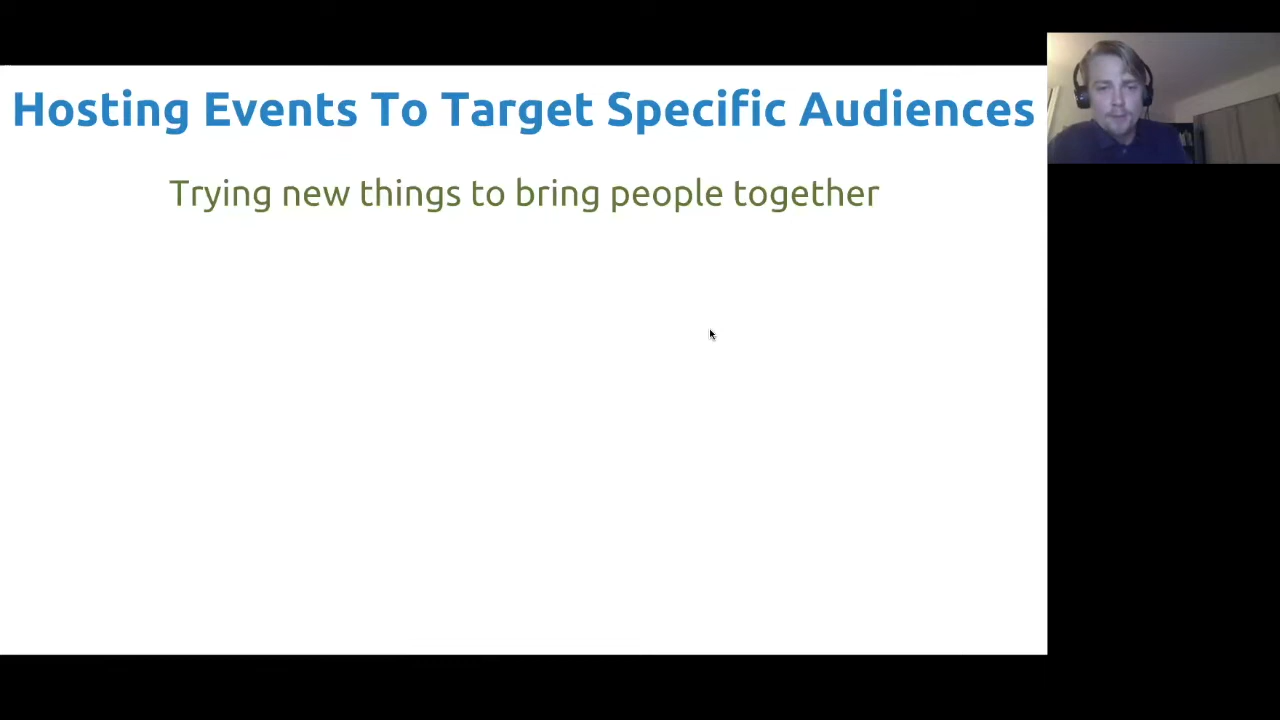 Hosting Events To Target Specific Audiences
Trying new things to bring people together